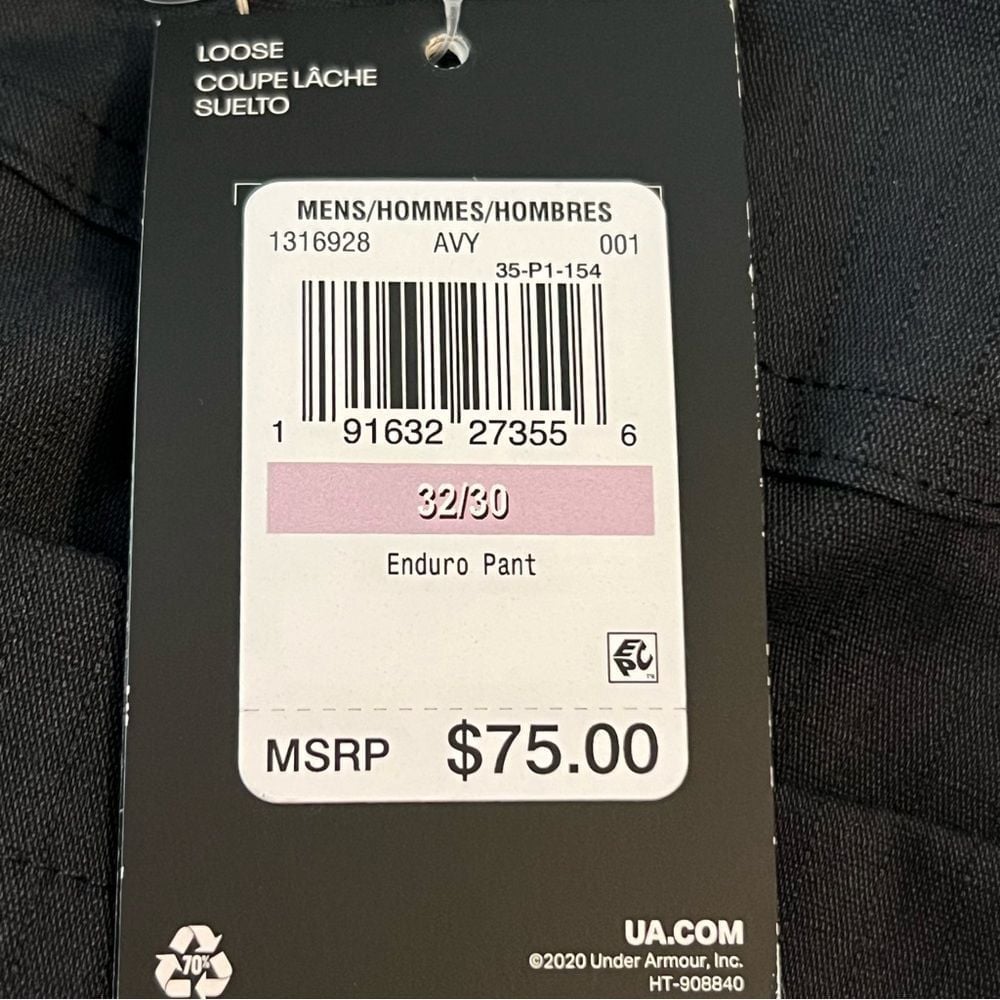 LOOSE
COUPE LÂCHE
SUELTO
MENS/HOMMES/HOMBRES
1316928 AVY 001
35-P1-154
1 91632 27355 6
32/30
Enduro Pant
EPC™
MSRP $75.00
70%
UA.COM
©2020 Under Armour, Inc.
HT-908840